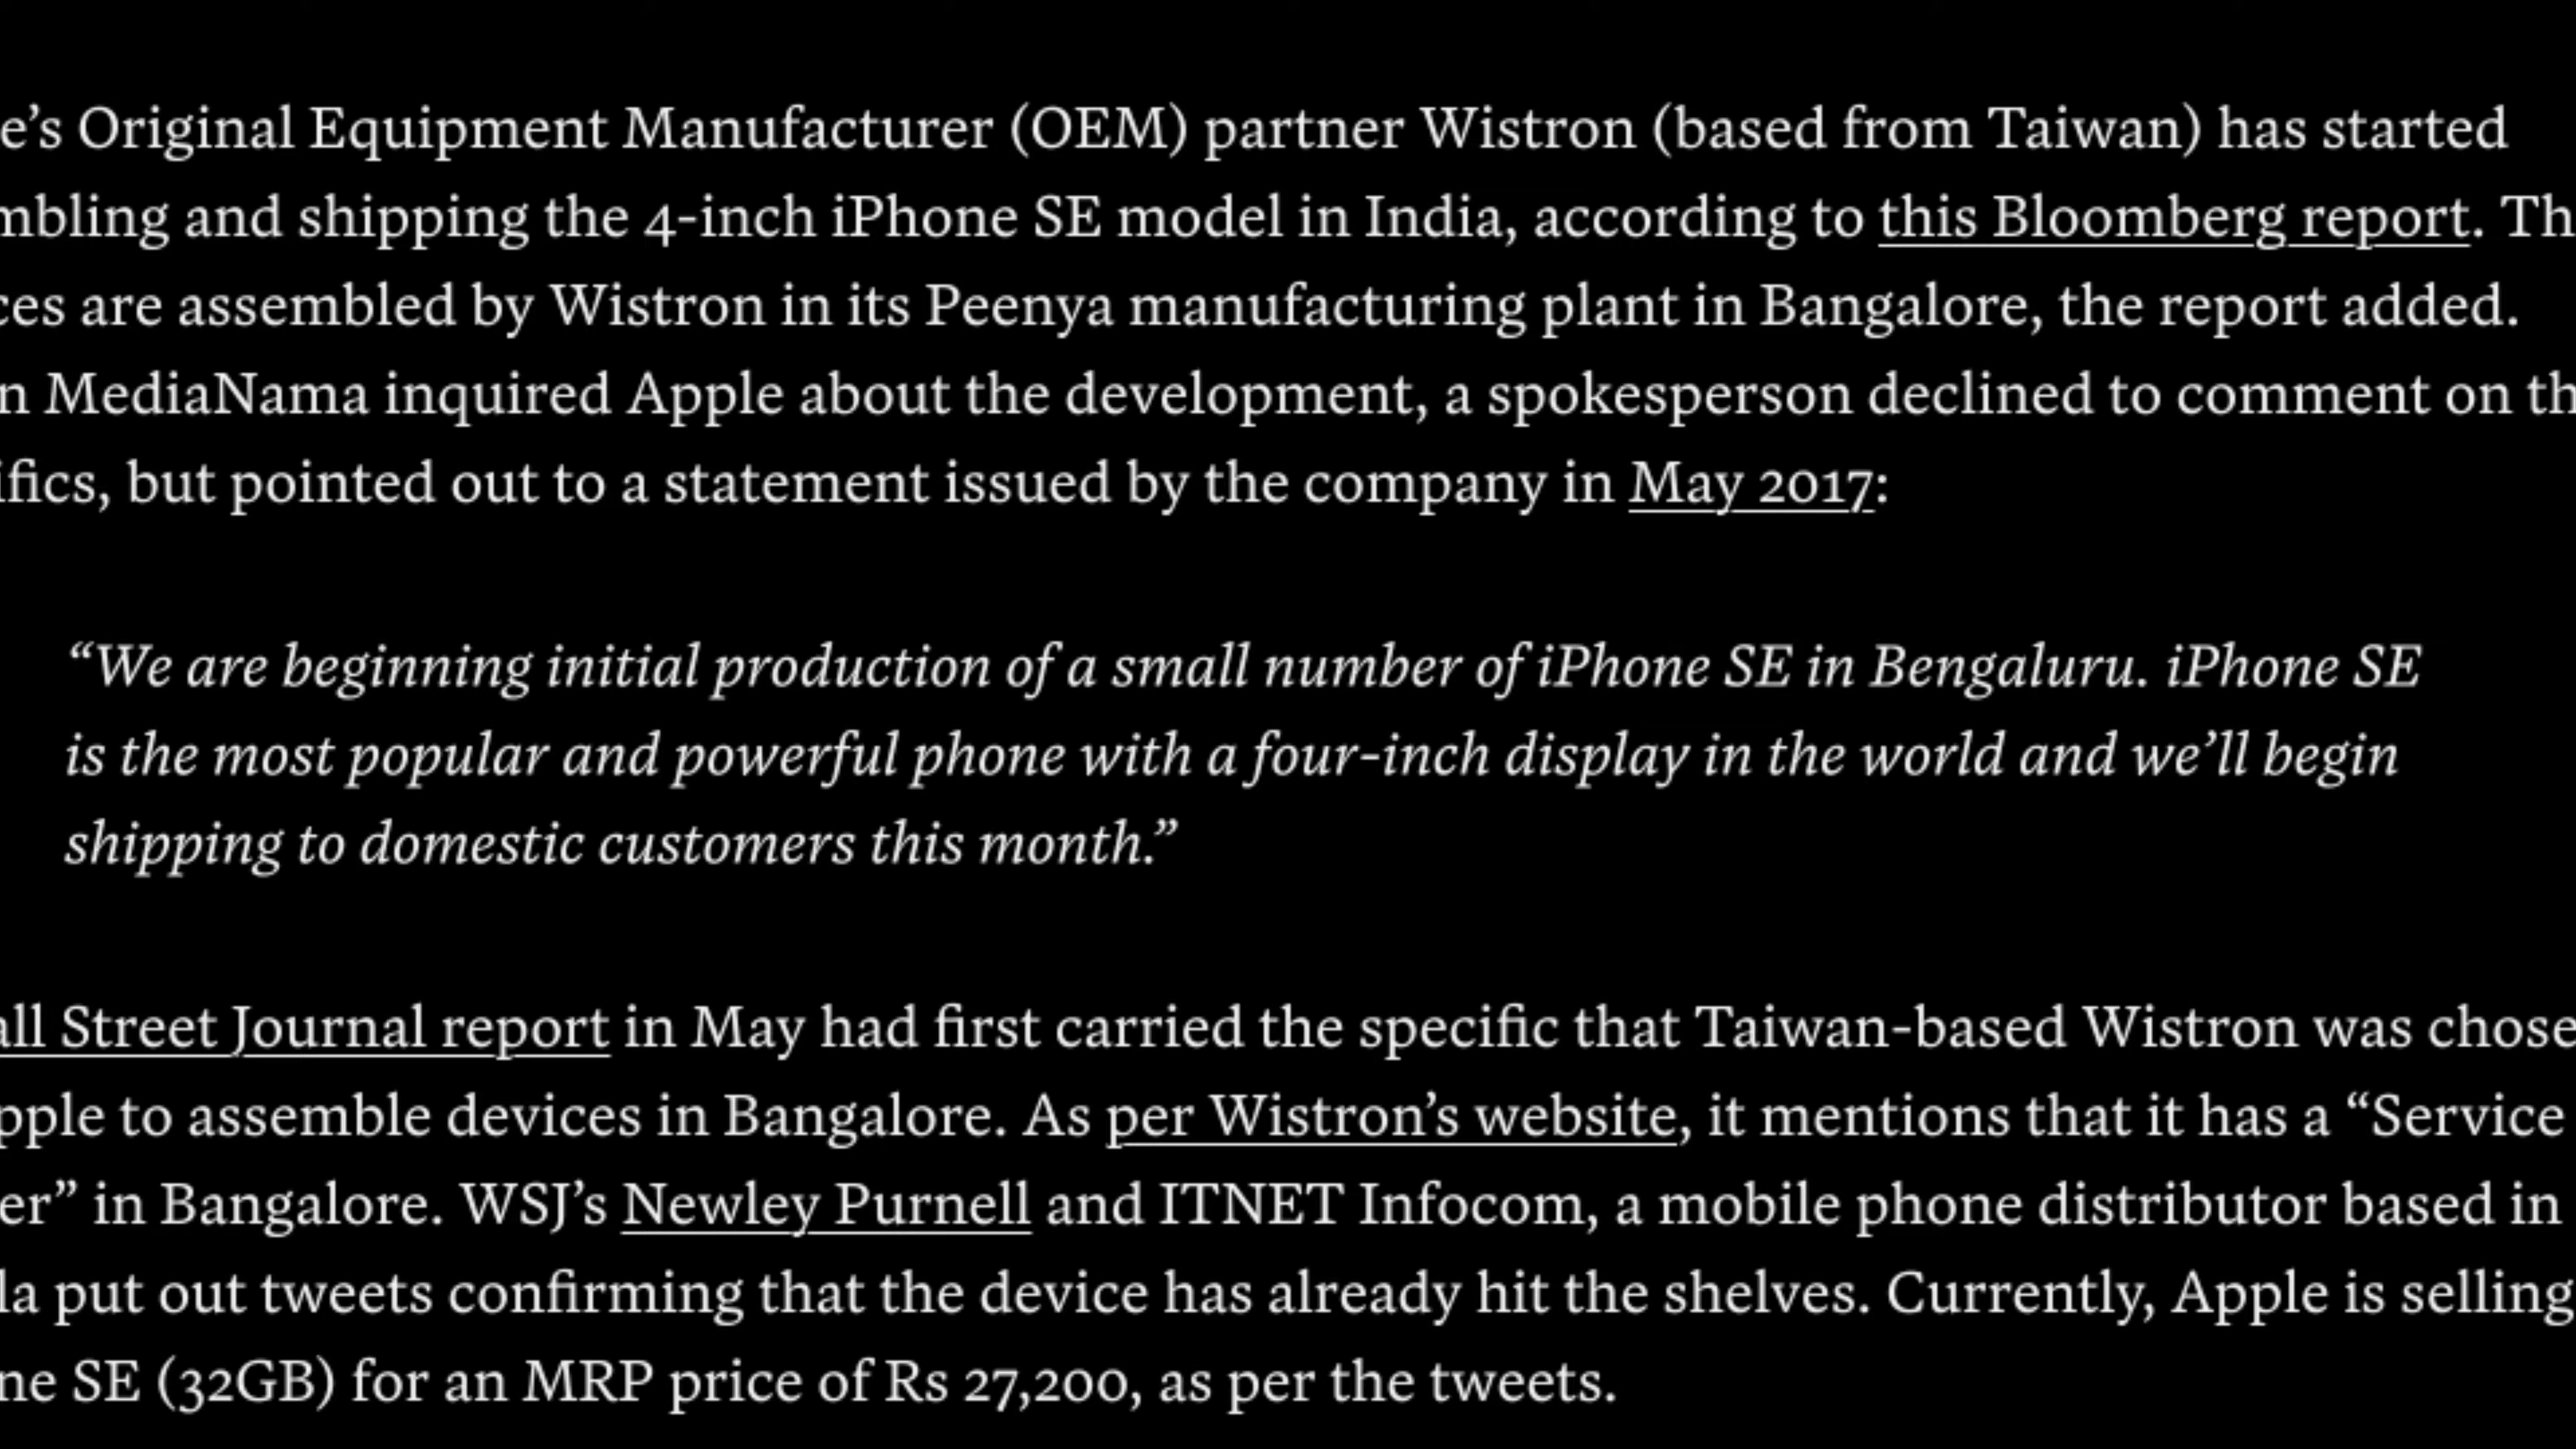 e’s Original Equipment Manufacturer (OEM) partner Wistron (based from Taiwan) has started
mbling and shipping the 4-inch iPhone SE model in India, according to this Bloomberg report. Th
ces are assembled by Wistron in its Peenya manufacturing plant in Bangalore, the report added.
n MediaNama inquired Apple about the development, a spokesperson declined to comment on th
ifics, but pointed out to a statement issued by the company in May 2017:
“We are beginning initial production of a small number of iPhone SE in Bengaluru. iPhone SE
is the most popular and powerful phone with a four-inch display in the world and we’ll begin
shipping to domestic customers this month.”
all Street Journal report in May had first carried the specific that Taiwan-based Wistron was chose
pple to assemble devices in Bangalore. As per Wistron’s website, it mentions that it has a “Service
er” in Bangalore. WSJ’s Newley Purnell and ITNET Infocom, a mobile phone distributor based in
la put out tweets confirming that the device has already hit the shelves. Currently, Apple is selling
ne SE (32GB) for an MRP price of Rs 27,200, as per the tweets.